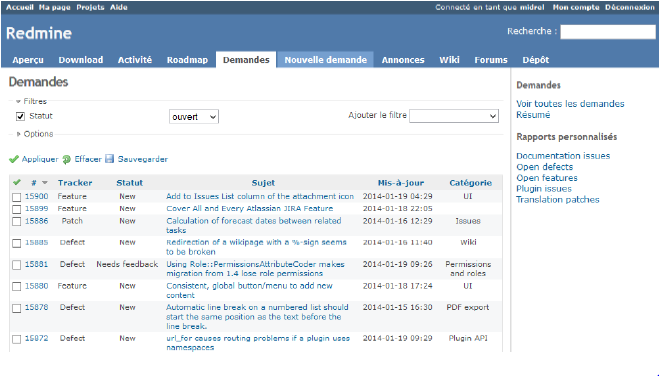 Accueil Ma page Projets Aide
Connecté en tant que midrel Mon compte Déconnexion
Redmine
Recherche :
Aperçu Download Activité Roadmap Demandes Nouvelle demande Annonces Wiki Forums Dépôt
Demandes
Filtres
Statut ouvert Ajouter le filtre
Options
Appliquer Effacer Sauvegarder
# Tracker Statut Sujet Mis-à-jour Catégorie
15900 Feature New Add to Issues List column of the attachment icon 2014-01-19 04:29 UI
15899 Feature New Cover All and Every Atlassian JIRA Feature 2014-01-18 22:05
15886 Patch New Calculation of forecast dates between related 2014-01-16 12:29 Issues
tasks
15885 Defect New Redirection of a wikipage with a %-sign seems 2014-01-16 11:40 Wiki
to be broken
15881 Defect Needs feedback Using Role::PermissionsAttributeCoder makes 2014-01-19 09:26 Permissions
migration from 1.4 lose role permissions and roles
15880 Feature New Consistent, global button/menu to add new 2014-01-18 17:24 UI
content
15878 Defect New Automatic line break on a numbered list should 2014-01-15 16:30 PDF export
start the same position as the text before the
line break.
15872 Defect New url_for causes routing problems if a plugin uses 2014-01-19 09:29 Plugin API
namespaces
Demandes
Voir toutes les demandes
Résumé
Rapports personnalisés
Documentation issues
Open defects
Open features
Plugin issues
Translation patches